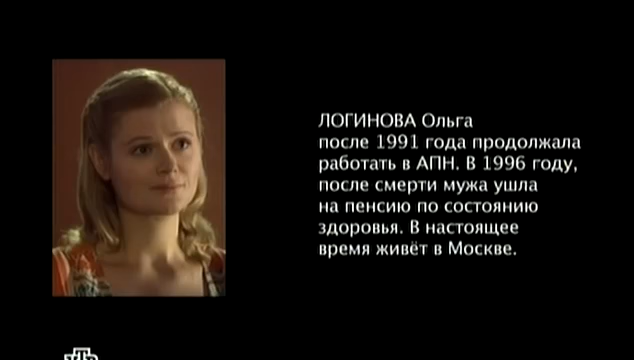 ЛОГИНОВА Ольга
после 1991 года продолжала
работать в АПН. В 1996 году,
после смерти мужа ушла
на пенсию по состоянию
здоровья. В настоящее
время живёт в Москве.
НТВ